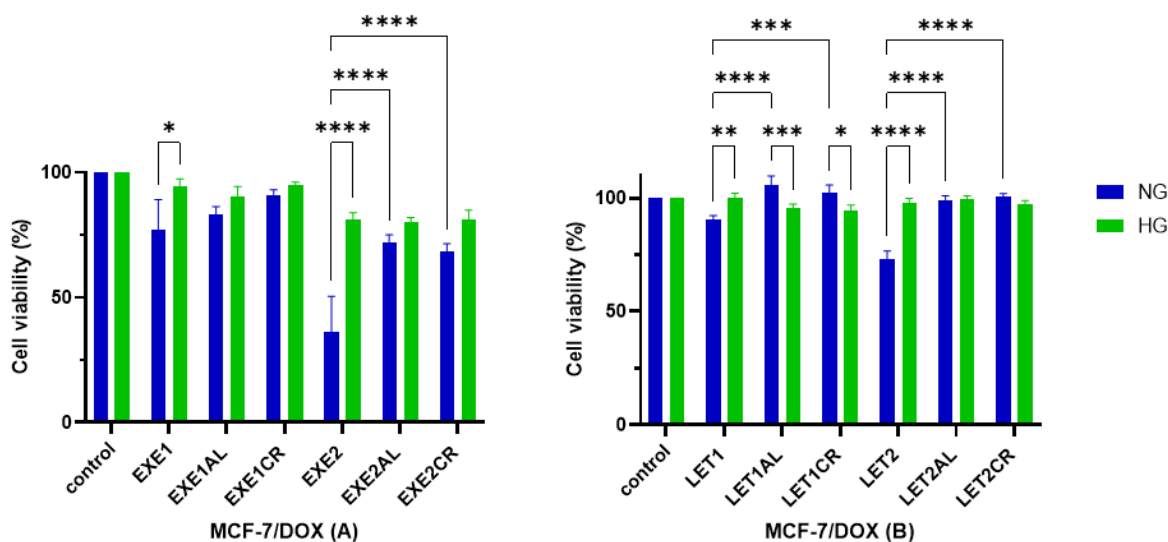 ****
****
*
****
100
50
0
Cell viability (%)
control
EXE1
EXE1AL
EXE1CR
EXE2
EXE2AL
EXE2CR
MCF-7/DOX (A)
***
****
****
****
**
***
*
****
100
50
0
Cell viability (%)
control
LET1
LET1AL
LET1CR
LET2
LET2AL
LET2CR
MCF-7/DOX (B)
NG
HG